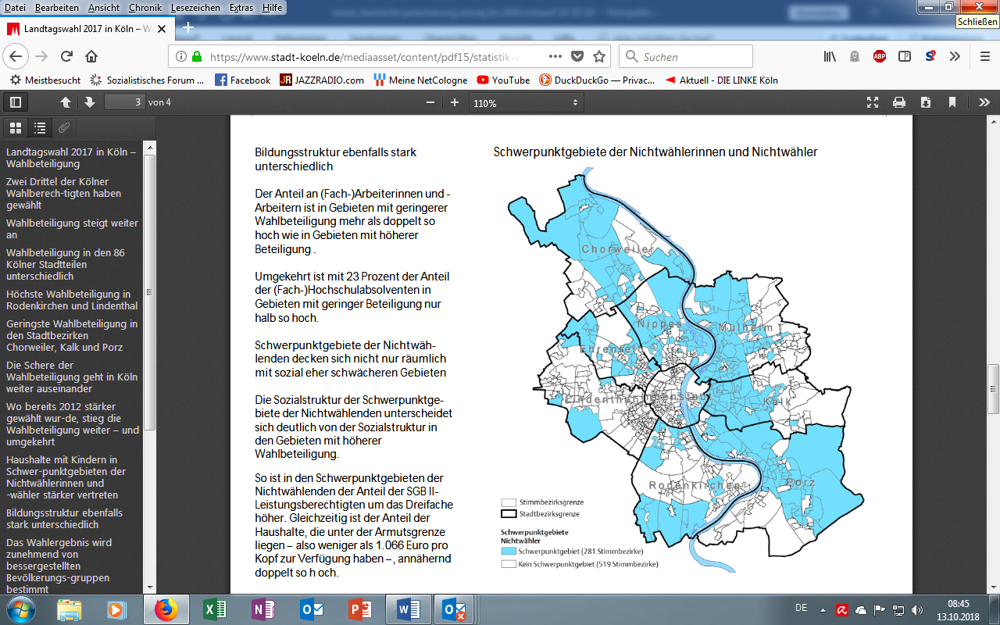 Datei Bearbeiten Ansicht Chronik Lesezeichen Extras Hilfe
Schließen
Landtagswahl 2017 in Köln – W
https://www.stadt-koeln.de/mediaasset/content/pdf15/statistik-w
Suchen
ABP
Meistbesucht Sozialistisches Forum ... Facebook JAZZRADIO.com Meine NetCologne YouTube DuckDuckGo — Privac... Aktuell - DIE LINKE Köln
3 von 4
110%
Landtagswahl 2017 in Köln –
Wahlbeteiligung
Zwei Drittel der Kölner
Wahlberech-tigten haben
gewählt
Wahlbeteiligung steigt weiter
an
Wahlbeteiligung in den 86
Kölner Stadtteilen
unterschiedlich
Höchste Wahlbeteiligung in
Rodenkirchen und Lindenthal
Geringste Wahlbeteiligung in
den Stadtbezirken
Chorweiler, Kalk und Porz
Die Schere der
Wahlbeteiligung geht in Köln
weiter auseinander
Wo bereits 2012 stärker
gewählt wur-de, stieg die
Wahlbeteiligung weiter – und
umgekehrt
Haushalte mit Kindern in
Schwer-punktgebieten der
Nichtwählerinnen und
-wähler stärker vertreten
Bildungsstruktur ebenfalls
stark unterschiedlich
Das Wahlergebnis wird
zunehmend von
bessergestellten
Bevölkerungs-gruppen
bestimmt
Bildungsstruktur ebenfalls stark
unterschiedlich
Der Anteil an (Fach-)Arbeiterinnen und -
Arbeitern ist in Gebieten mit geringerer
Wahlbeteiligung mehr als doppelt so
hoch wie in Gebieten mit höherer
Beteiligung .
Umgekehrt ist mit 23 Prozent der Anteil
der (Fach-)Hochschulabsolventen in
Gebieten mit geringer Beteiligung nur
halb so hoch.
Schwerpunktgebiete der Nichtwäh-
lenden decken sich nicht nur räumlich
mit sozial eher schwächeren Gebieten
Die Sozialstruktur der Schwerpunktge-
biete der Nichtwählenden unterscheidet
sich deutlich von der Sozialstruktur in
den Gebieten mit höherer
Wahlbeteiligung.
So ist in den Schwerpunktgebieten der
Nichtwählenden der Anteil der SGB II-
Leistungsberechtigten um das Dreifache
höher. Gleichzeitig ist der Anteil der
Haushalte, die unter der Armutsgrenze
liegen – also weniger als 1.066 Euro pro
Kopf zur Verfügung haben – , annähernd
doppelt so h och.
Schwerpunktgebiete der Nichtwählerinnen und Nichtwähler
Chorweiler
Nippes
Mülheim
Ehrenfeld
Lindenthal
Innenstadt
Kalk
Rodenkirchen
Porz
Stimmbezirksgrenze
Stadtbezirksgrenze
Schwerpunktgebiete
Nichtwähler
Schwerpunktgebiet (281 Stimmbezirke)
Kein Schwerpunktgebiet (519 Stimmbezirke)
DE
08:45
13.10.2018